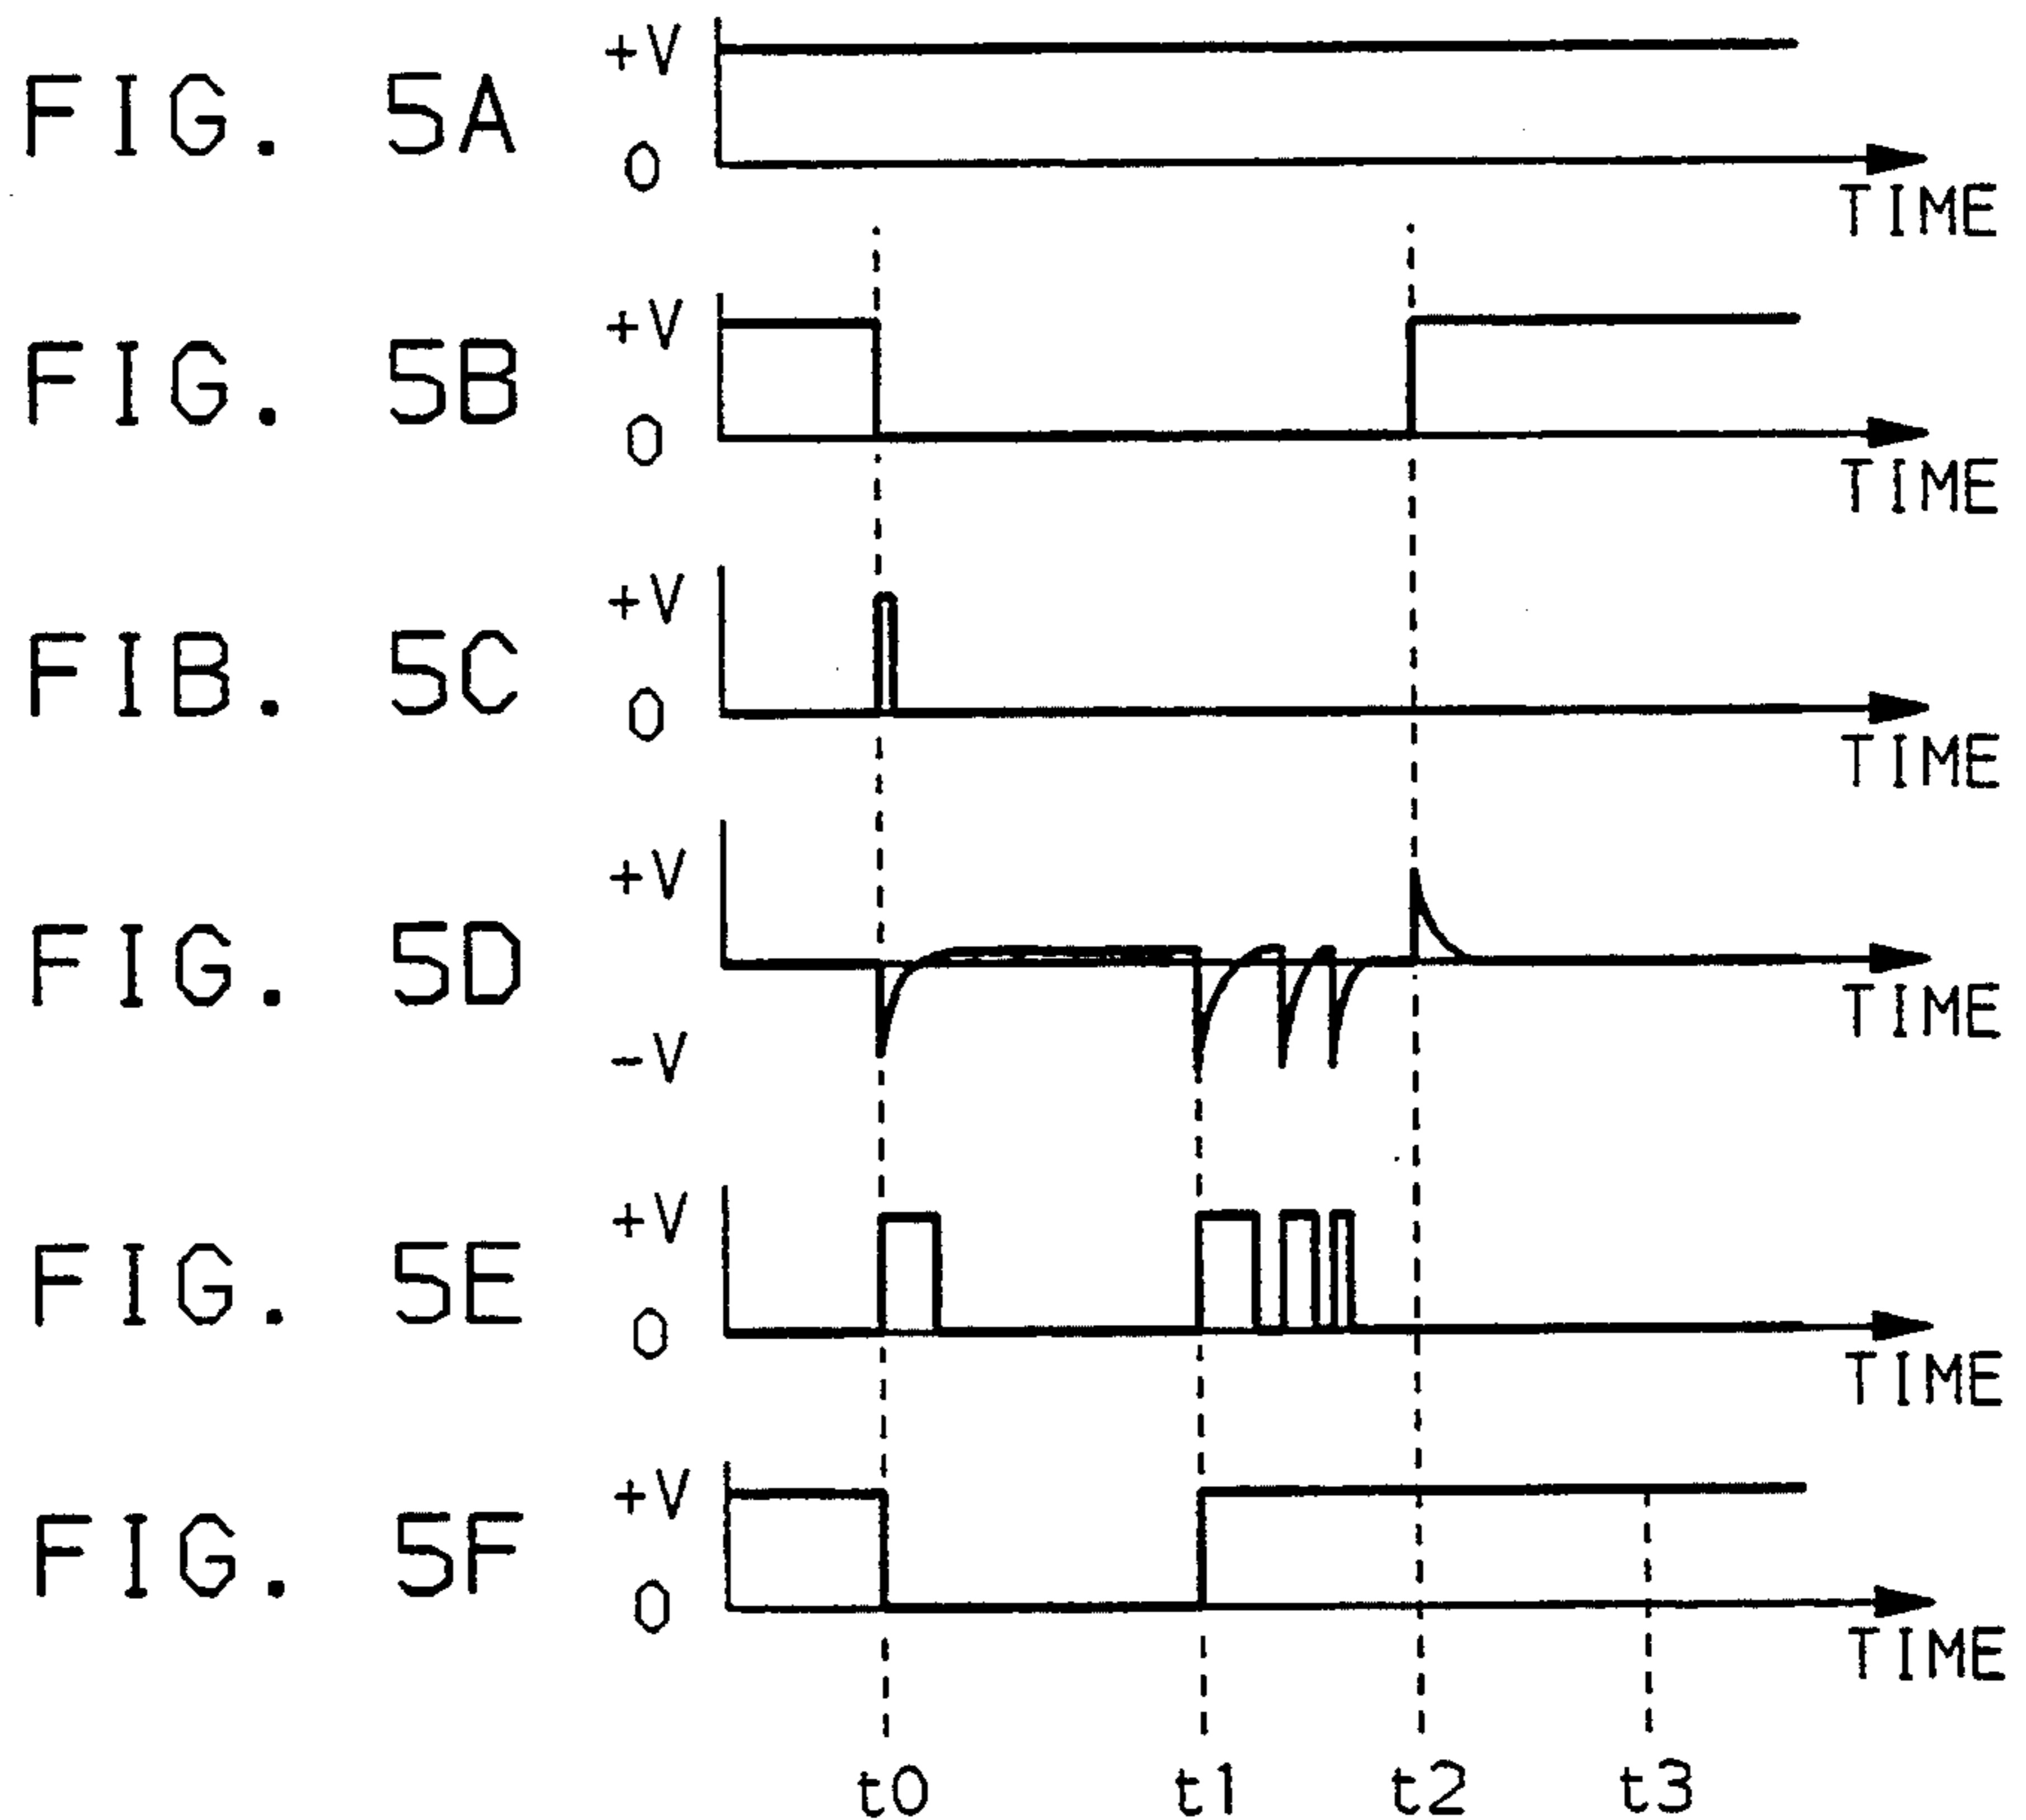 FIG. 5A
+V
0
TIME
FIG. 5B
+V
0
TIME
FIB. 5C
+V
0
TIME
FIG. 5D
+V
-V
TIME
FIG. 5E
+V
0
TIME
FIG. 5F
+V
0
TIME
t0 t1 t2 t3